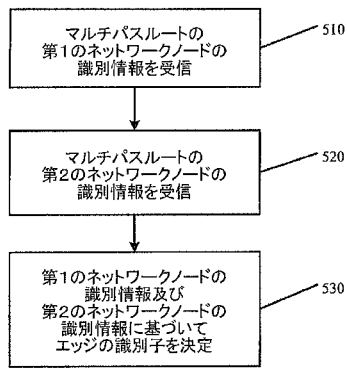 マルチパスルートの
第1のネットワークノードの
識別情報を受信
510
マルチパスルートの
第2のネットワークノードの
識別情報を受信
520
第1のネットワークノードの
識別情報及び
第2のネットワークノードの
識別情報に基づいて
エッジの識別子を決定
530